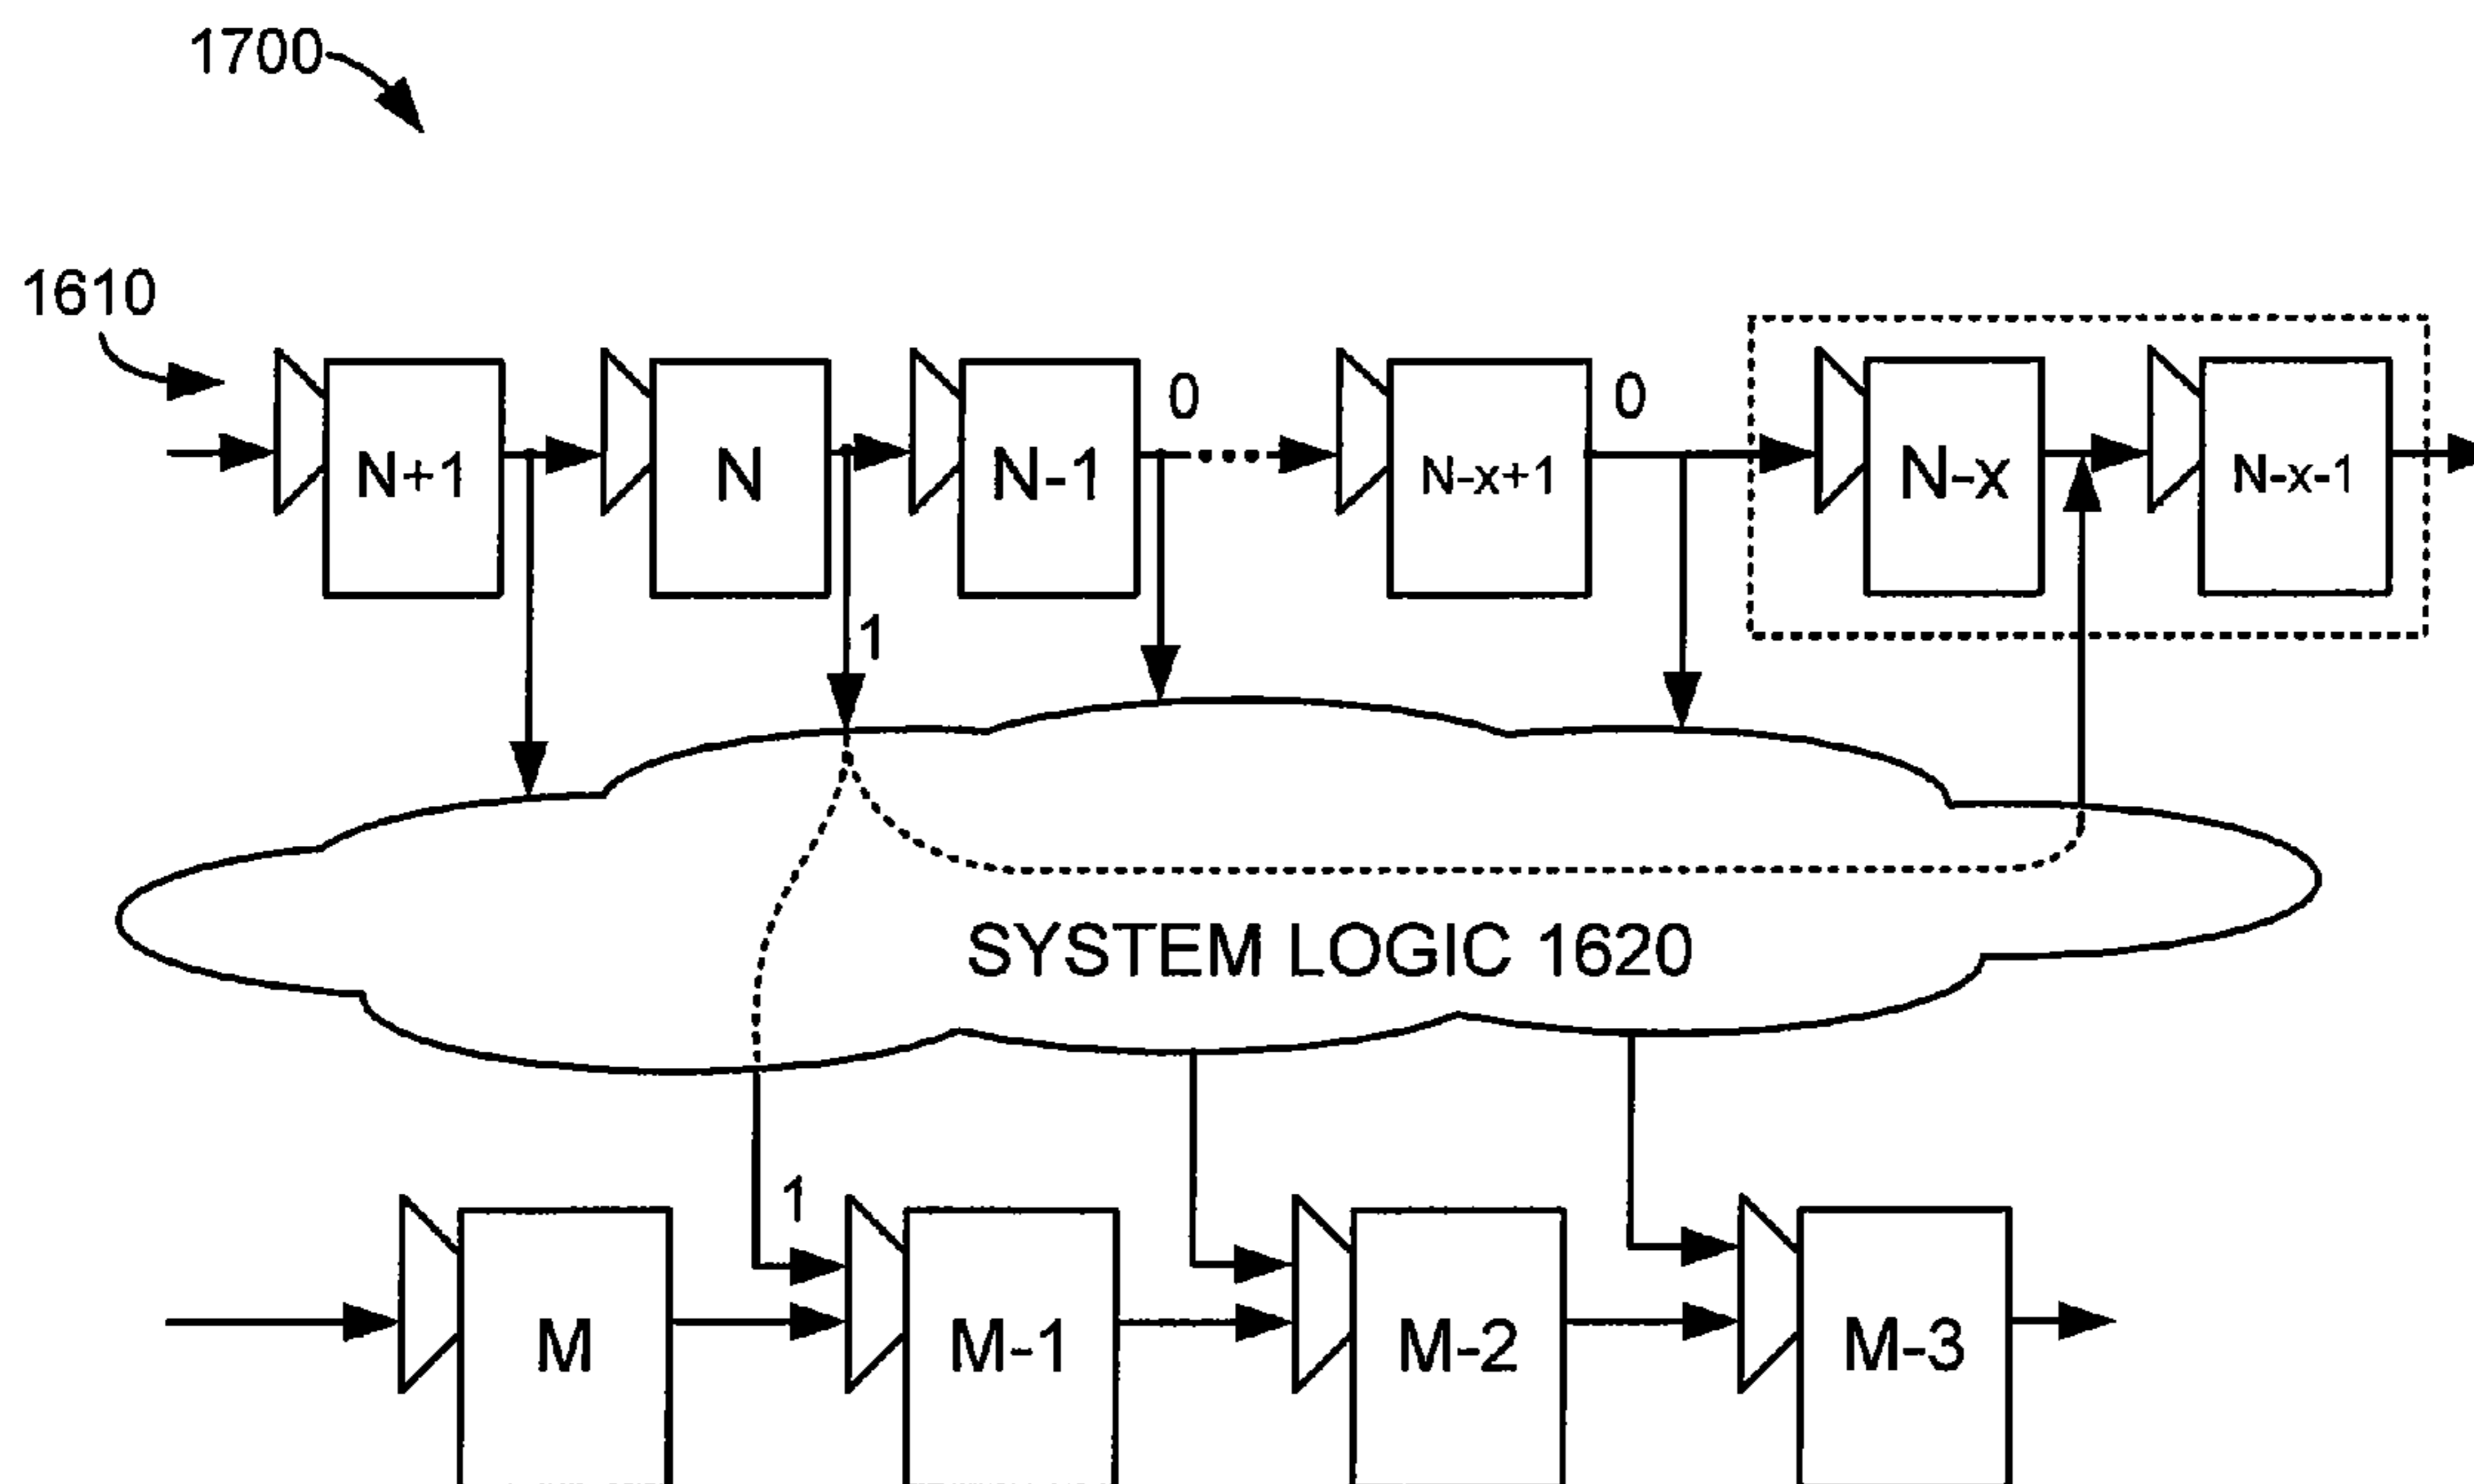 1700
1610
N+1
N
N-1
0
N-x+1
0
N-x
N-x-1
1
SYSTEM LOGIC 1620
1
M
M-1
M-2
M-3